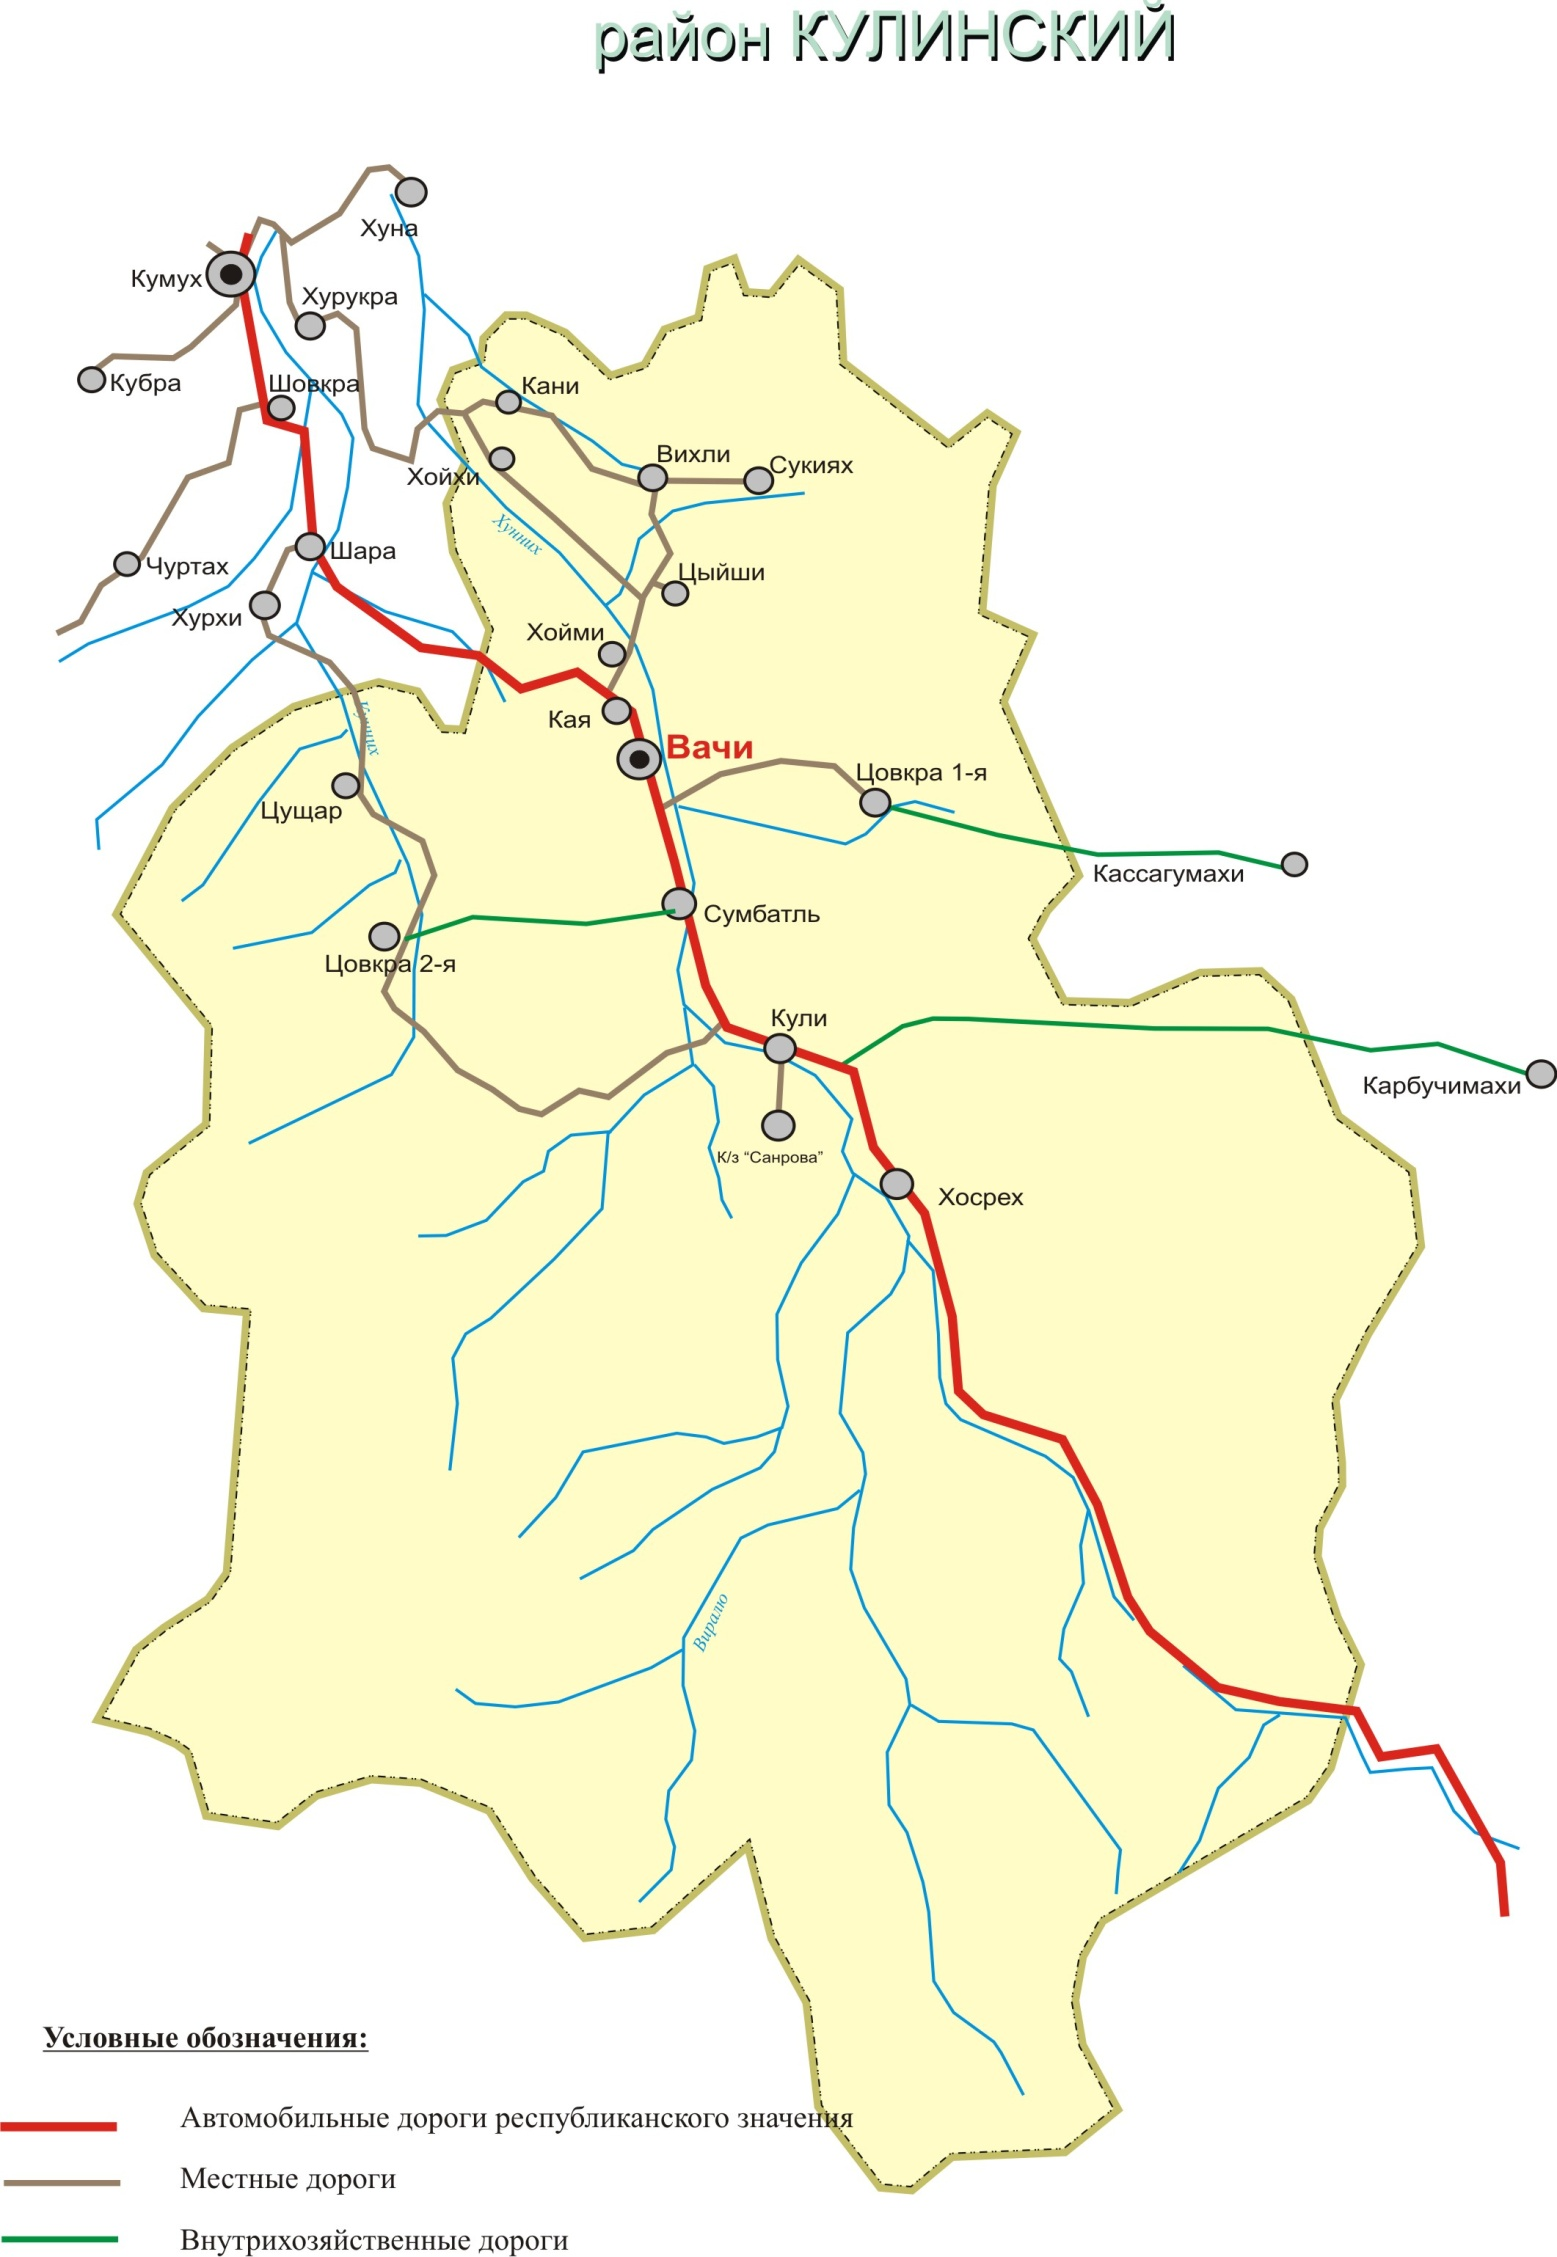 район КУЛИНСКИЙ
Хуна
Кумух
Хурукра
Кубра
Шовкра
Кани
Вихли
Сукиях
Хойхи
Хунних
Шара
Чуртах
Цыйши
Хурхи
Хойми
Кая
Вачи
Кунних
Цовкра 1-я
Цущар
Кассагумахи
Сумбатль
Цовкра 2-я
Кули
Карбучимахи
К/з “Санрова”
Хосрех
Виралю
Условные обозначения:
Автомобильные дороги республиканского значения
Местные дороги
Внутрихозяйственные дороги